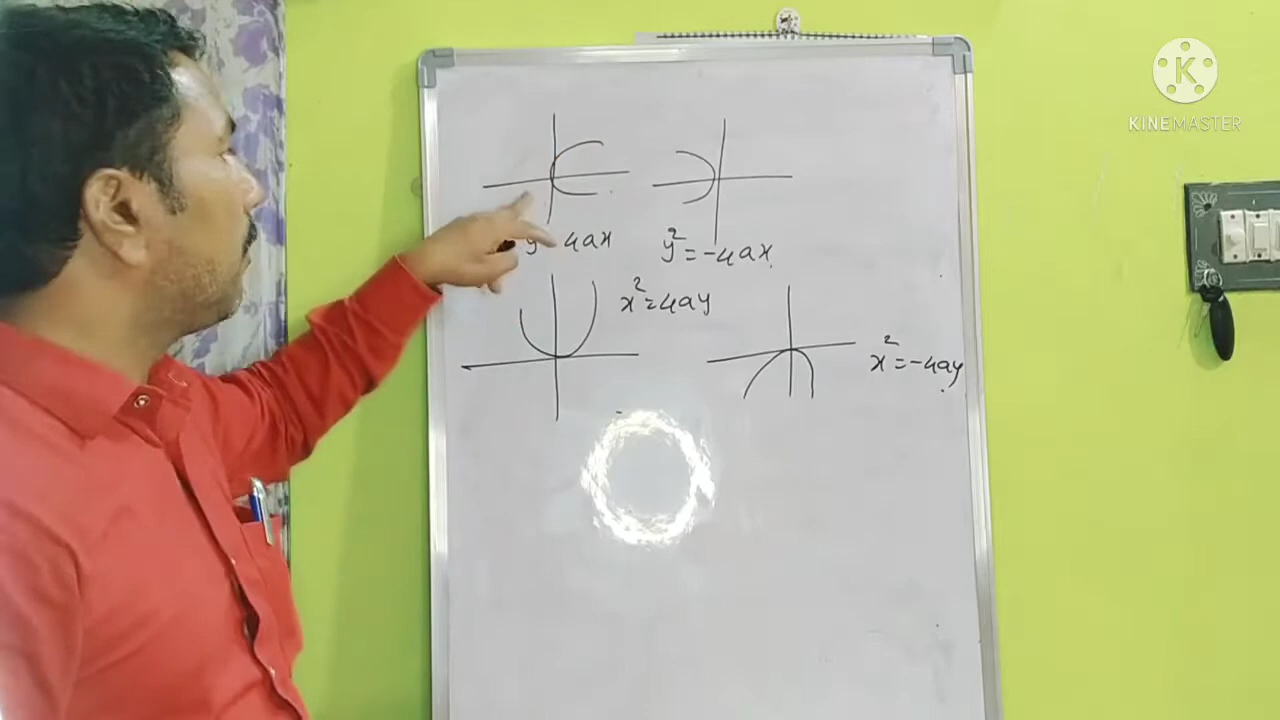 y² = 4ax
y² = -4ax
x² = 4ay
x² = -4ay
K
KINEMASTER